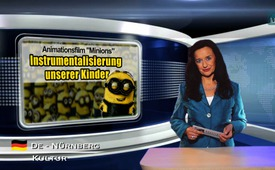 Animationsfilm "Minions"
Instrumentalisierung
unserer Kinder
De - Nürnberg
Kultur